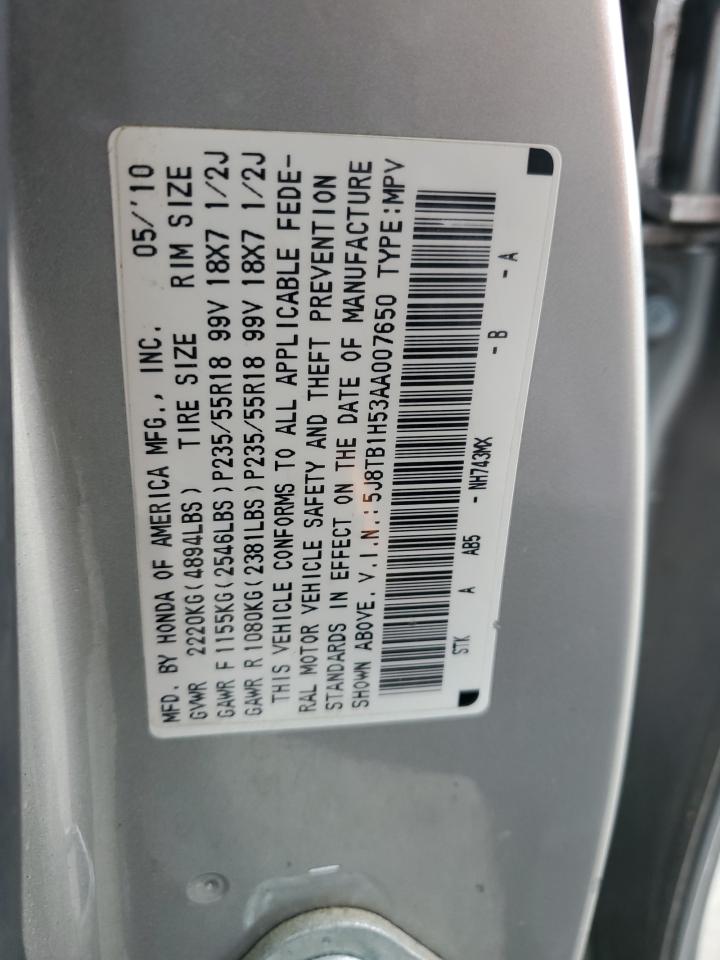 MFD. BY HONDA OF AMERICA MFG., INC. 05/'10
GVWR 2220KG(4894LBS) TIRE SIZE RIM SIZE
GAWR F1155KG(2546LBS)P235/55R18 99V 18X7 1/2J
GAWR R1080KG(2381LBS)P235/55R18 99V 18X7 1/2J
THIS VEHICLE CONFORMS TO ALL APPLICABLE FEDE-
RAL MOTOR VEHICLE SAFETY AND THEFT PREVENTION
STANDARDS IN EFFECT ON THE DATE OF MANUFACTURE
SHOWN ABOVE. V.I.N.:5J8TB1H53AA007650 TYPE:MPV
STK A AB5 - NH743MX - B - A